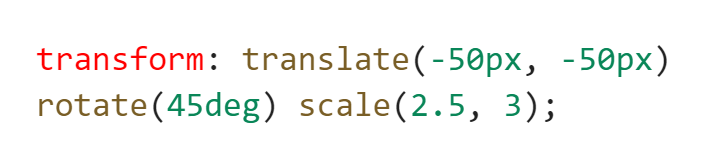 transform: translate(-50px, -50px)
rotate(45deg) scale(2.5, 3);